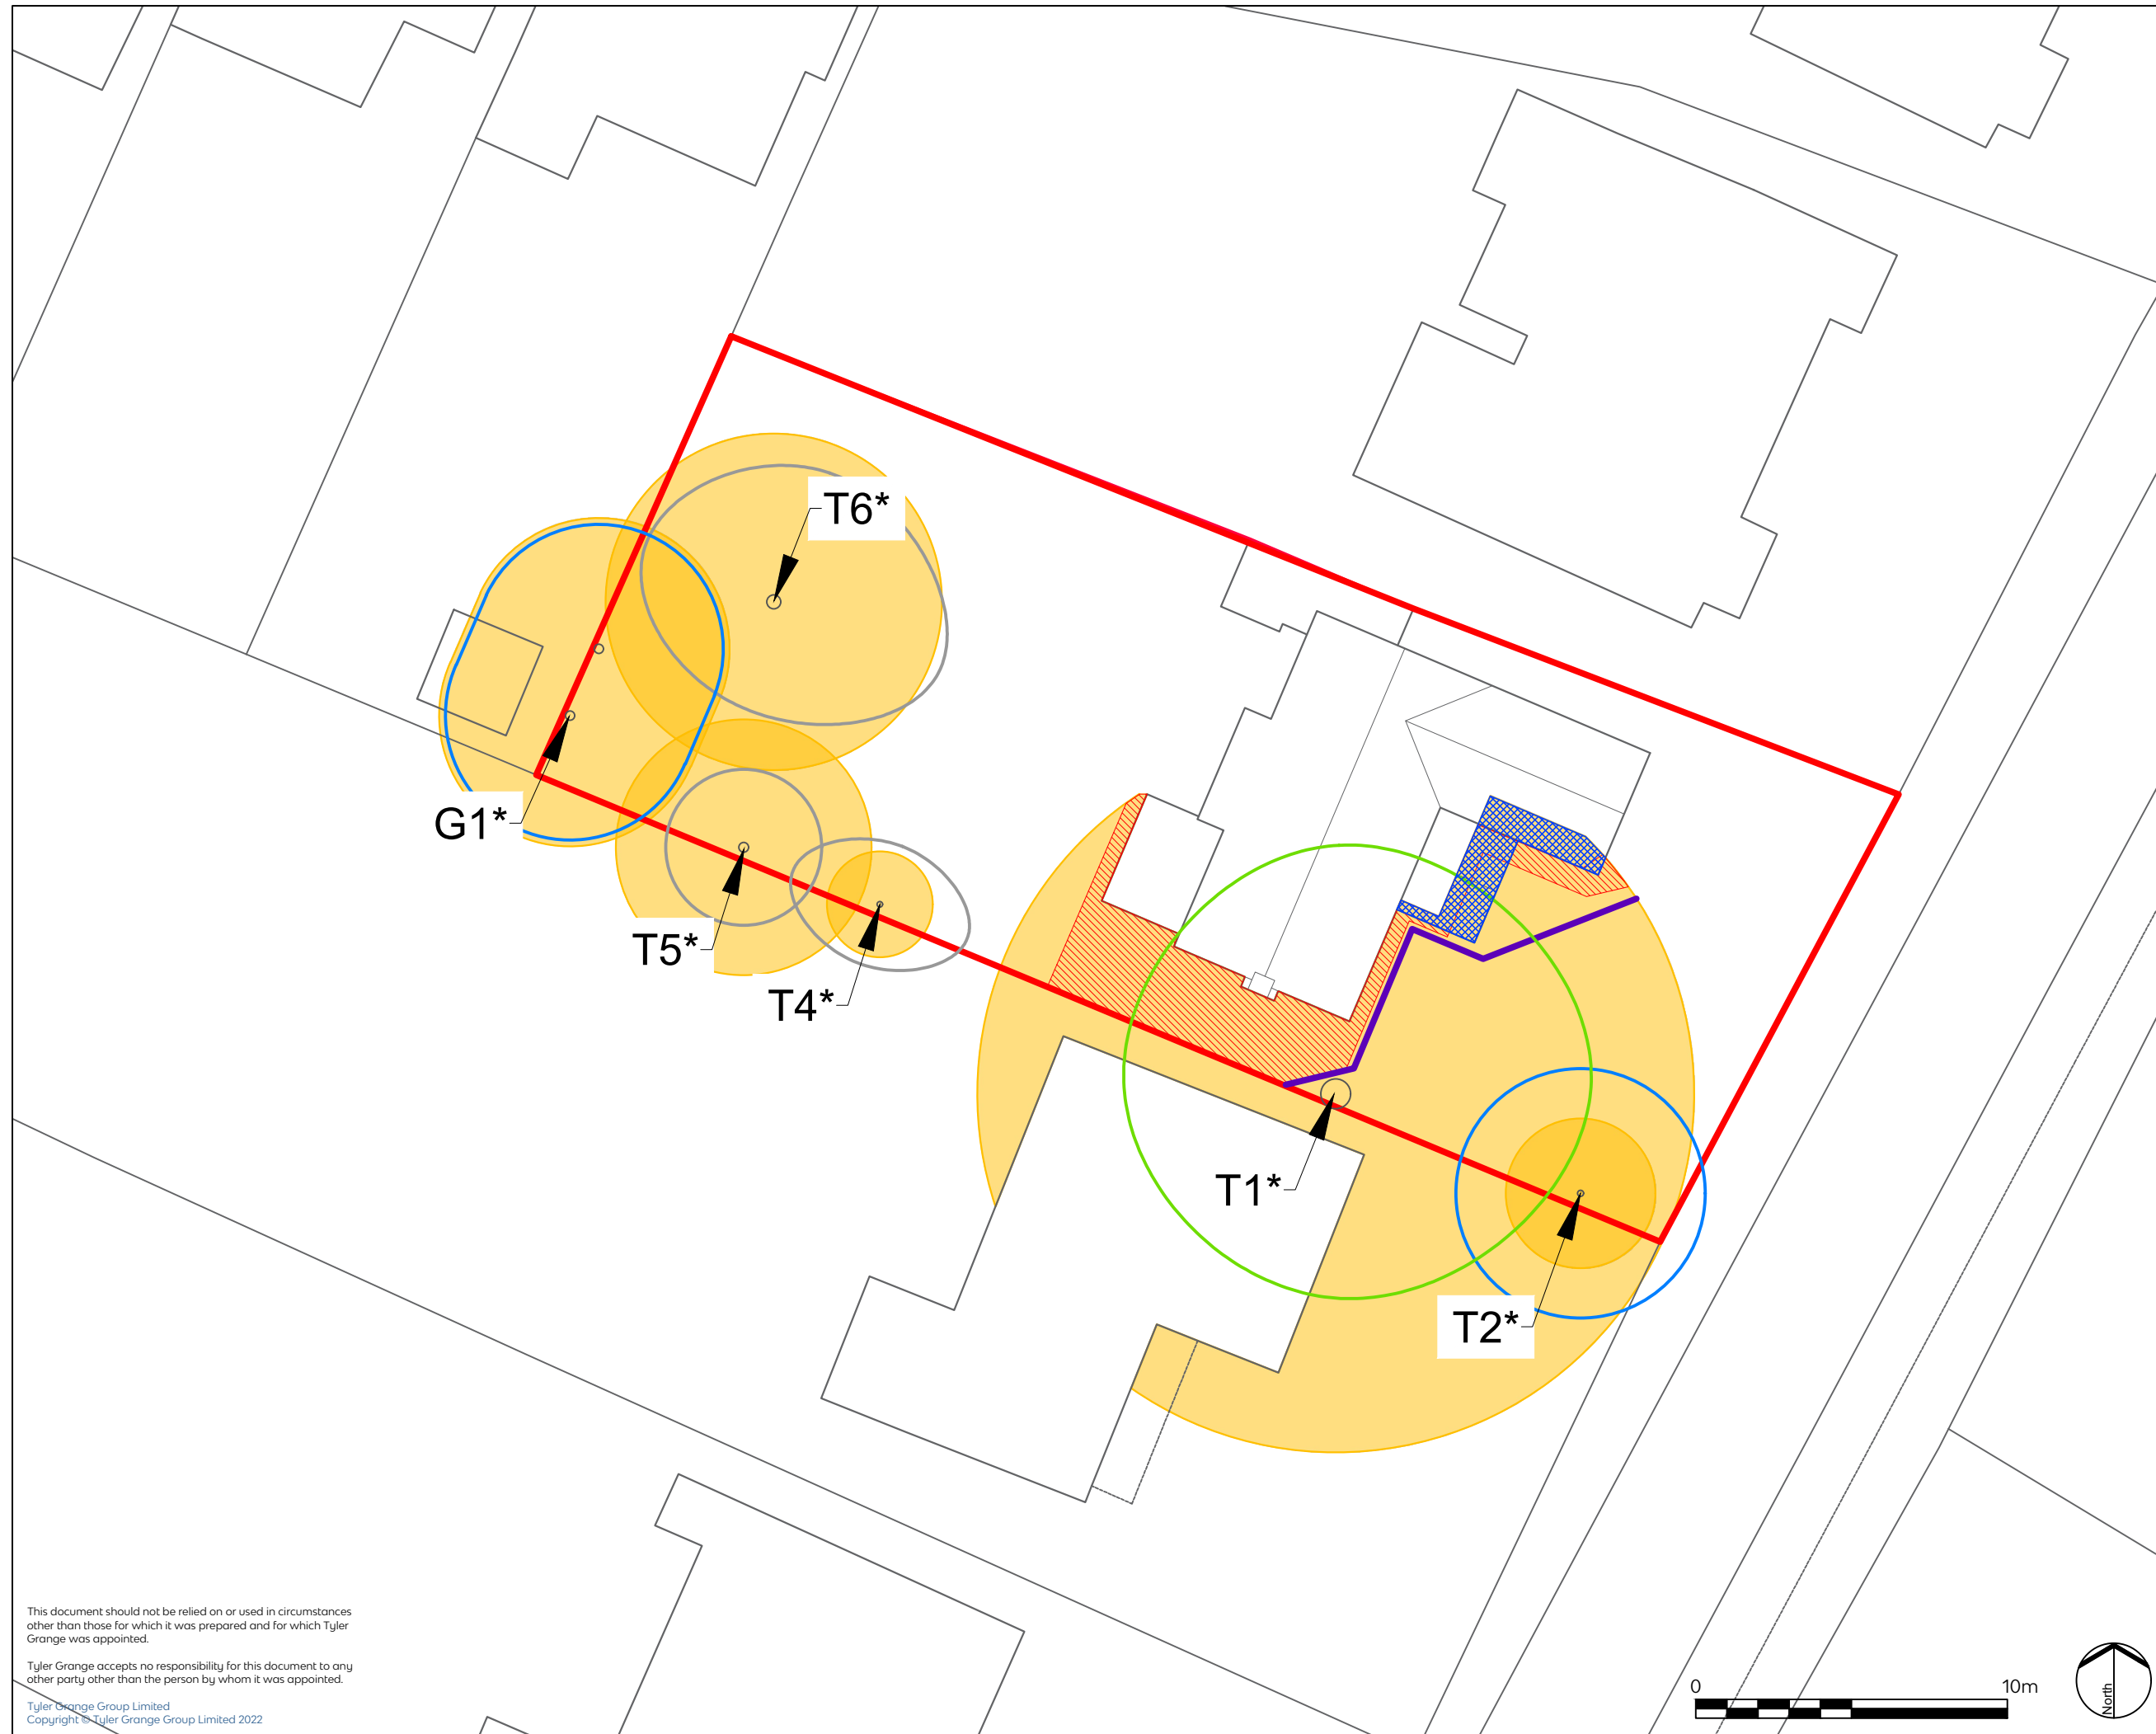 T6*
G1*
T5*
T4*
T1*
T2*
This document should not be relied on or used in circumstances
other than those for which it was prepared and for which Tyler
Grange was appointed.
Tyler Grange accepts no responsibility for this document to any
other party other than the person by whom it was appointed.
Tyler Grange Group Limited
Copyright © Tyler Grange Group Limited 2022
0 10m
North